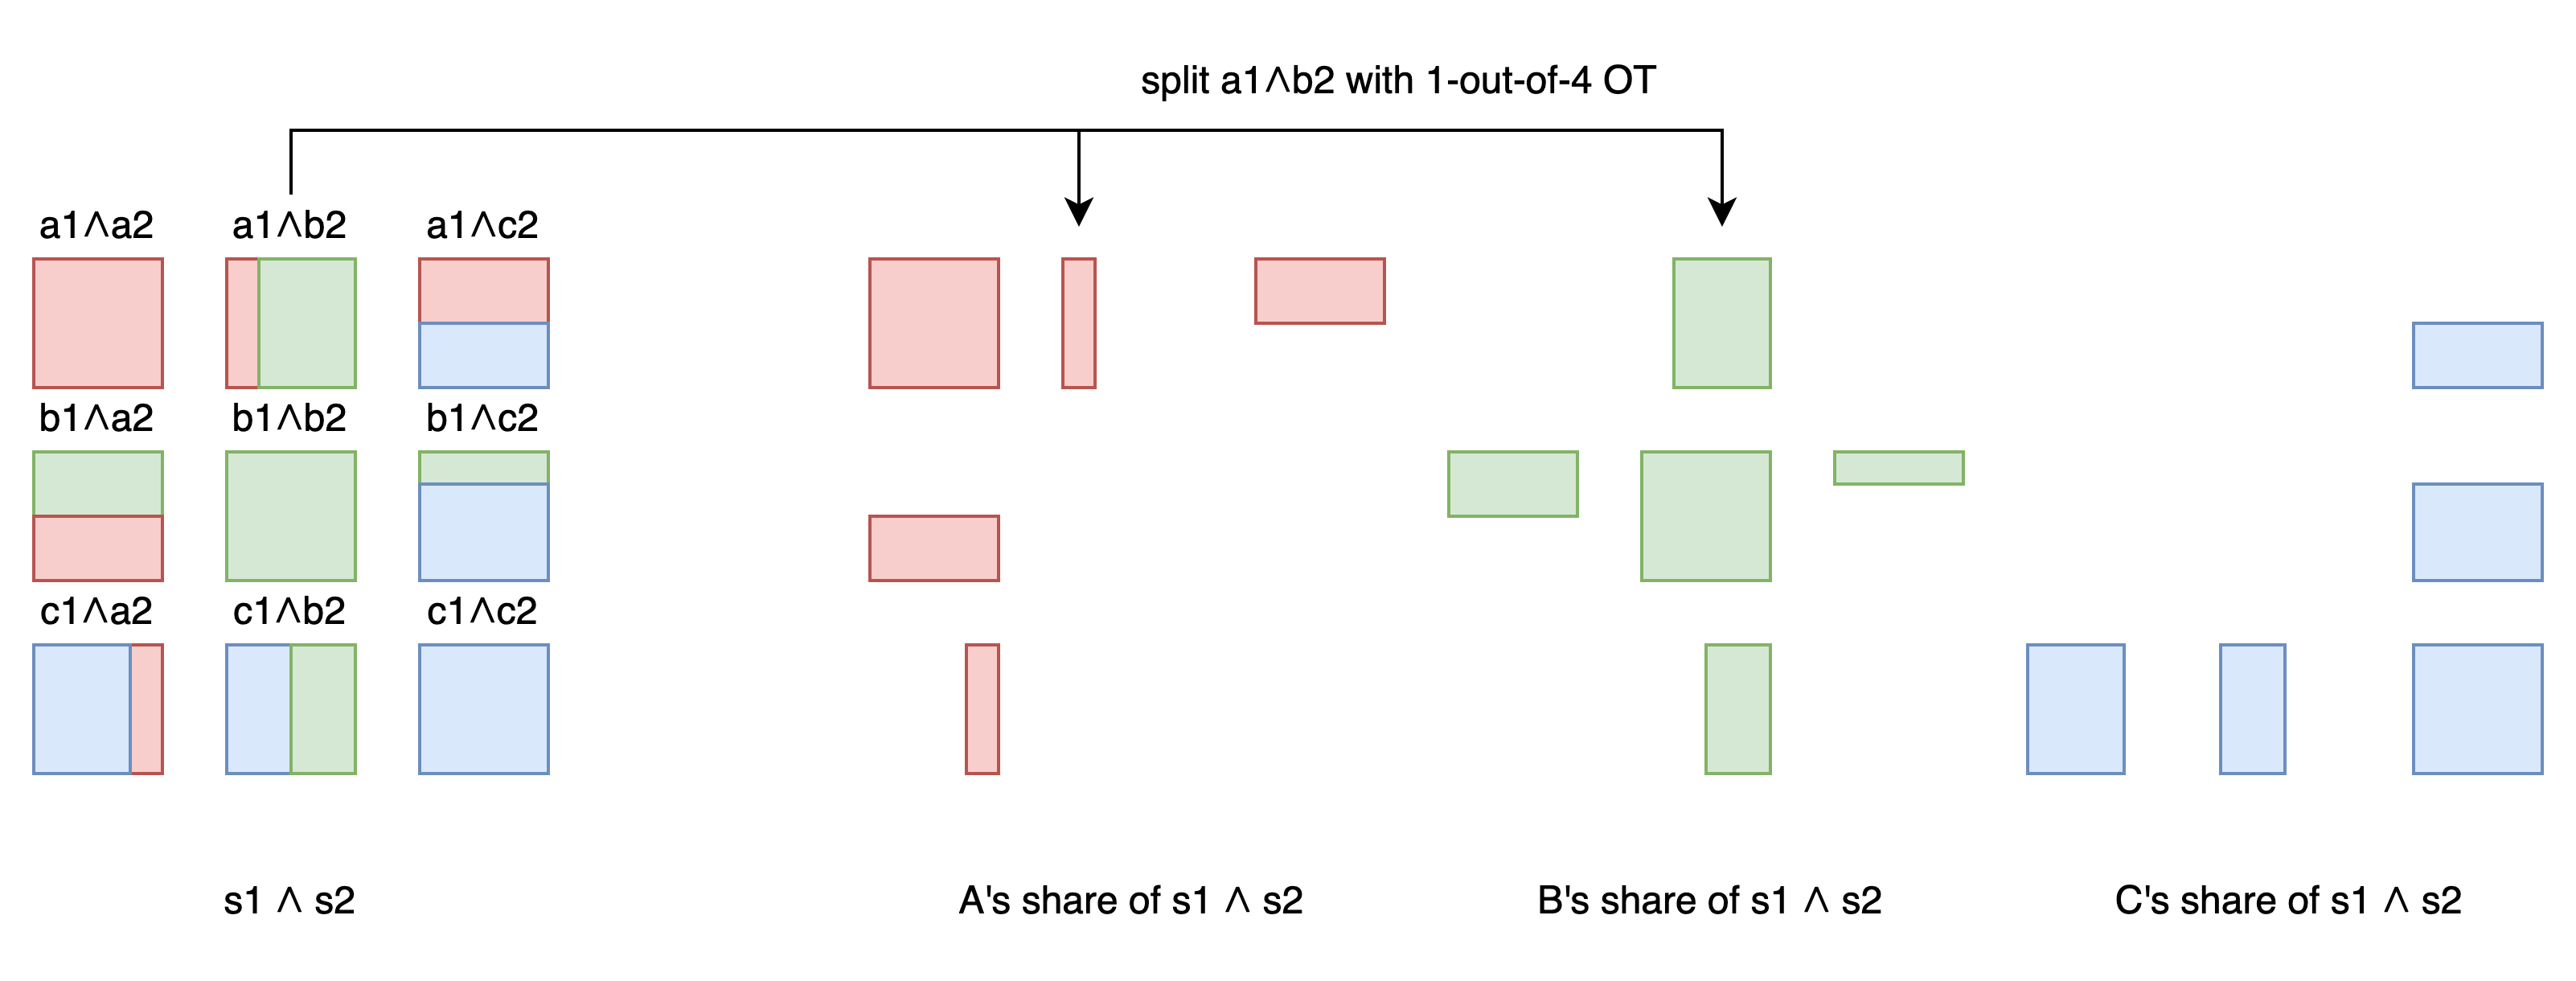 split a1∧b2 with 1-out-of-4 OT
a1∧a2 a1∧b2 a1∧c2
b1∧a2 b1∧b2 b1∧c2
c1∧a2 c1∧b2 c1∧c2
s1 ∧ s2 A's share of s1 ∧ s2 B's share of s1 ∧ s2 C's share of s1 ∧ s2